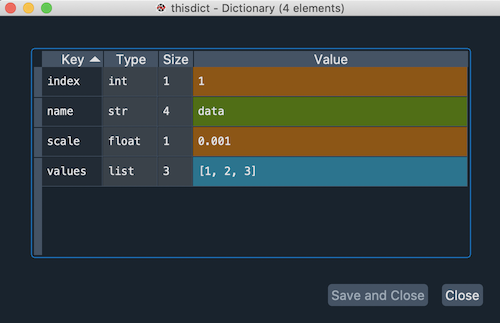 thisdict - Dictionary (4 elements)
Key Type Size Value
index int 1 1
name str 4 data
scale float 1 0.001
values list 3 [1, 2, 3]
Save and Close Close